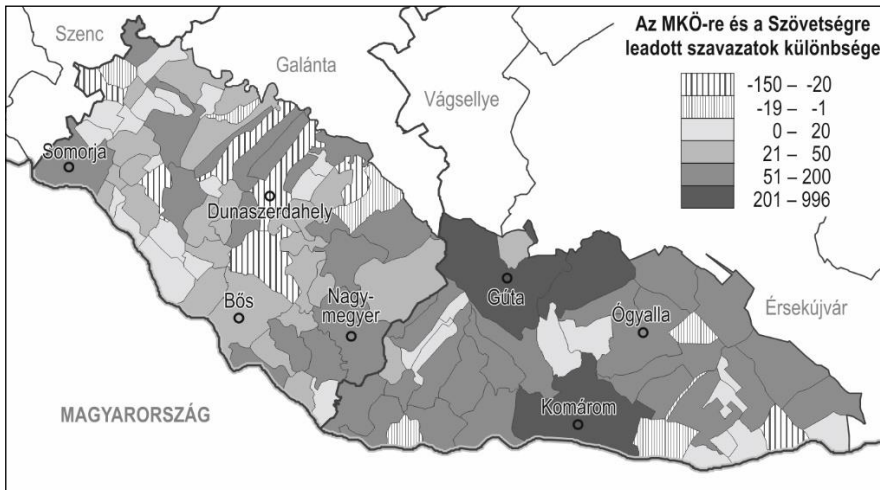 Az MKÖ-re és a Szövetségre
leadott szavazatok különbsége
-150 – -20
-19 – -1
0 – 20
21 – 50
51 – 200
201 – 996
Szenc
Galánta
Vágsellye
Somorja
Dunaszerdahely
Bős
Nagy-
megyer
Gúta
Ógyalla
Érsekújvár
Komárom
MAGYARORSZÁG